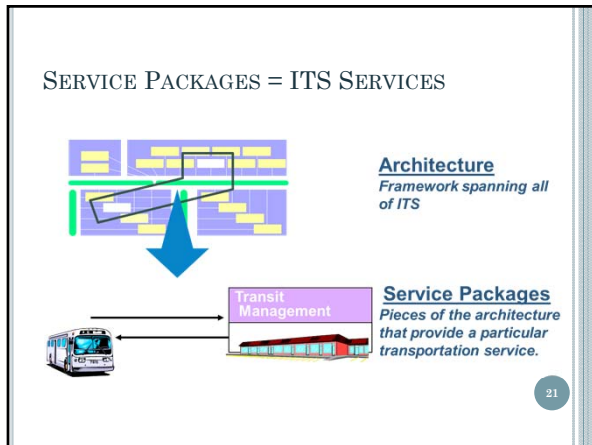 SERVICE PACKAGES = ITS SERVICES
Architecture
Framework spanning all
of ITS
Transit
Management
Service Packages
Pieces of the architecture
that provide a particular
transportation service.
21